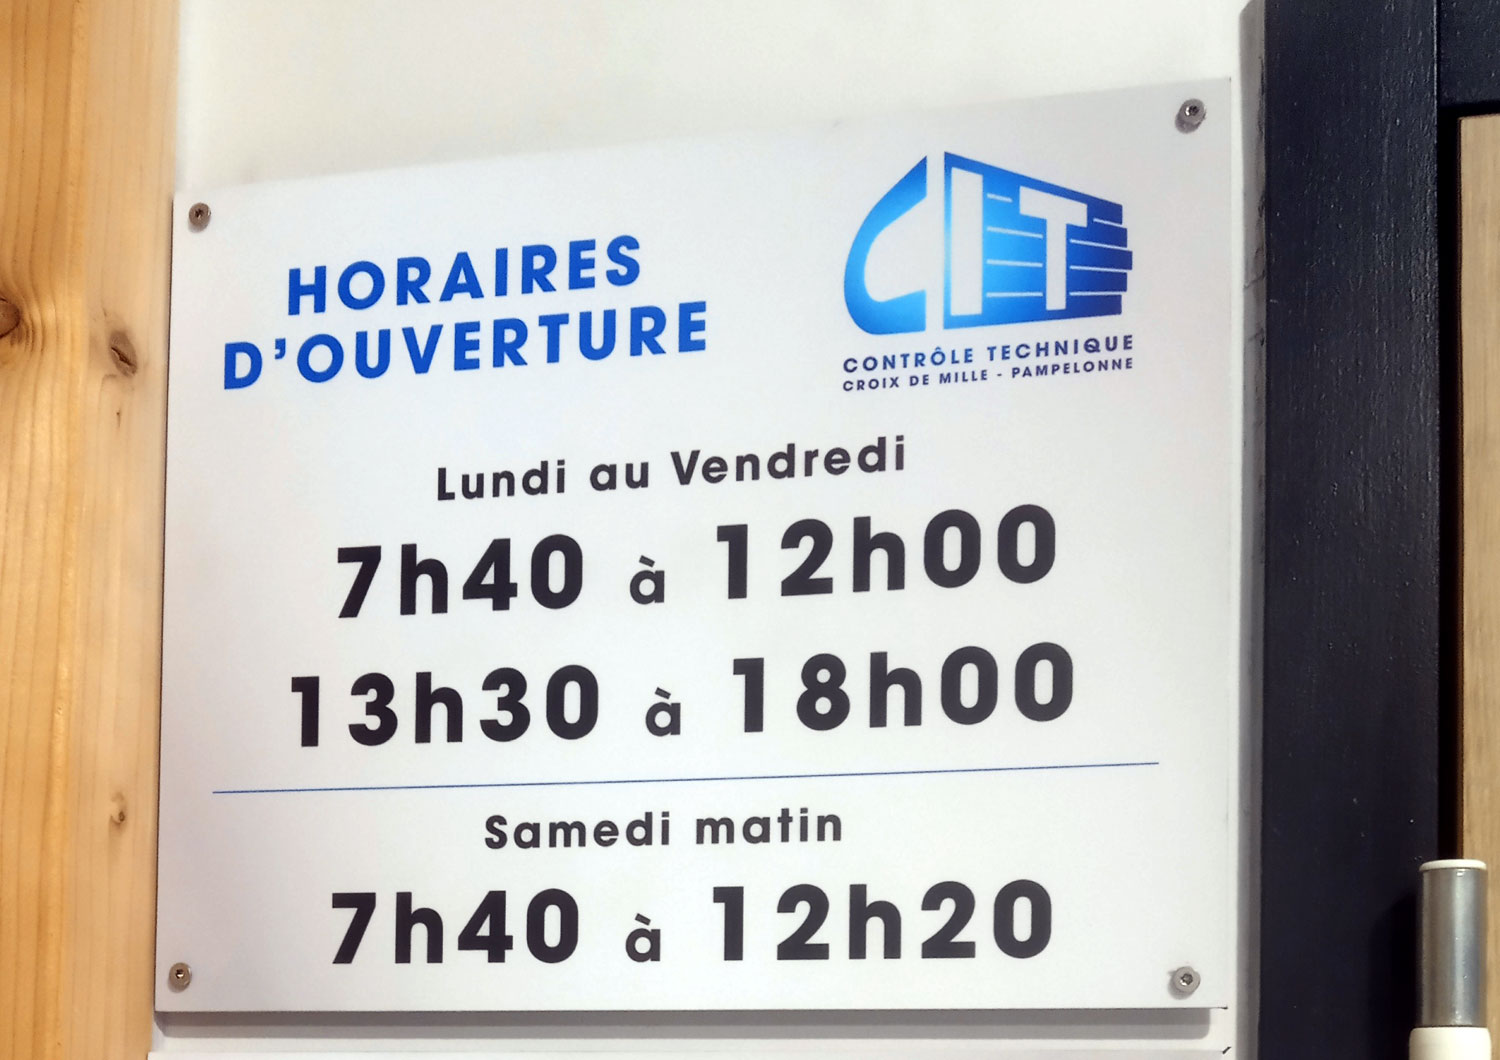 HORAIRES
D'OUVERTURE
CIT
CONTRÔLE TECHNIQUE
CROIX DE MILLE - PAMPELONNE
Lundi au Vendredi
7h40 à 12h00
13h30 à 18h00
Samedi matin
7h40 à 12h20